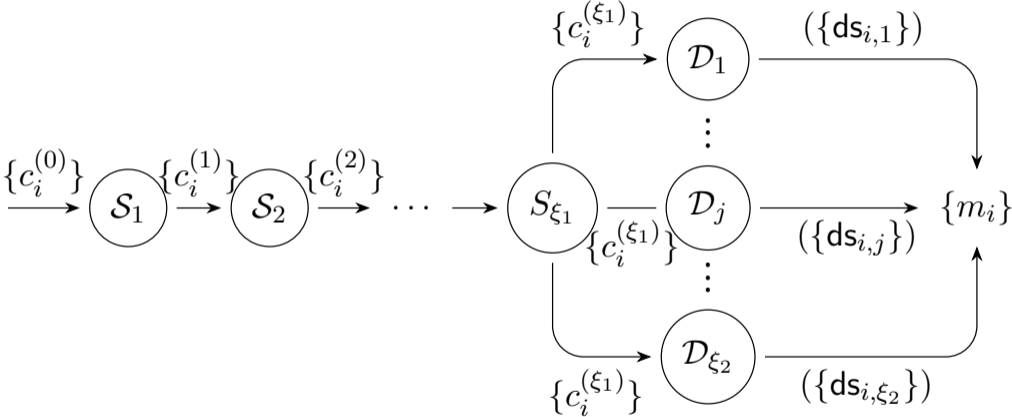 {c_i^{(ξ_1)}}
𝒟_1
({ds_{i,1}})
⋮
{c_i^{(0)}}
𝒮_1
{c_i^{(1)}}
𝒮_2
{c_i^{(2)}}
⋯
S_{ξ_1}
{c_i^{(ξ_1)}}
𝒟_j
({ds_{i,j}})
{m_i}
⋮
𝒟_{ξ_2}
{c_i^{(ξ_1)}}
({ds_{i,ξ_2}})